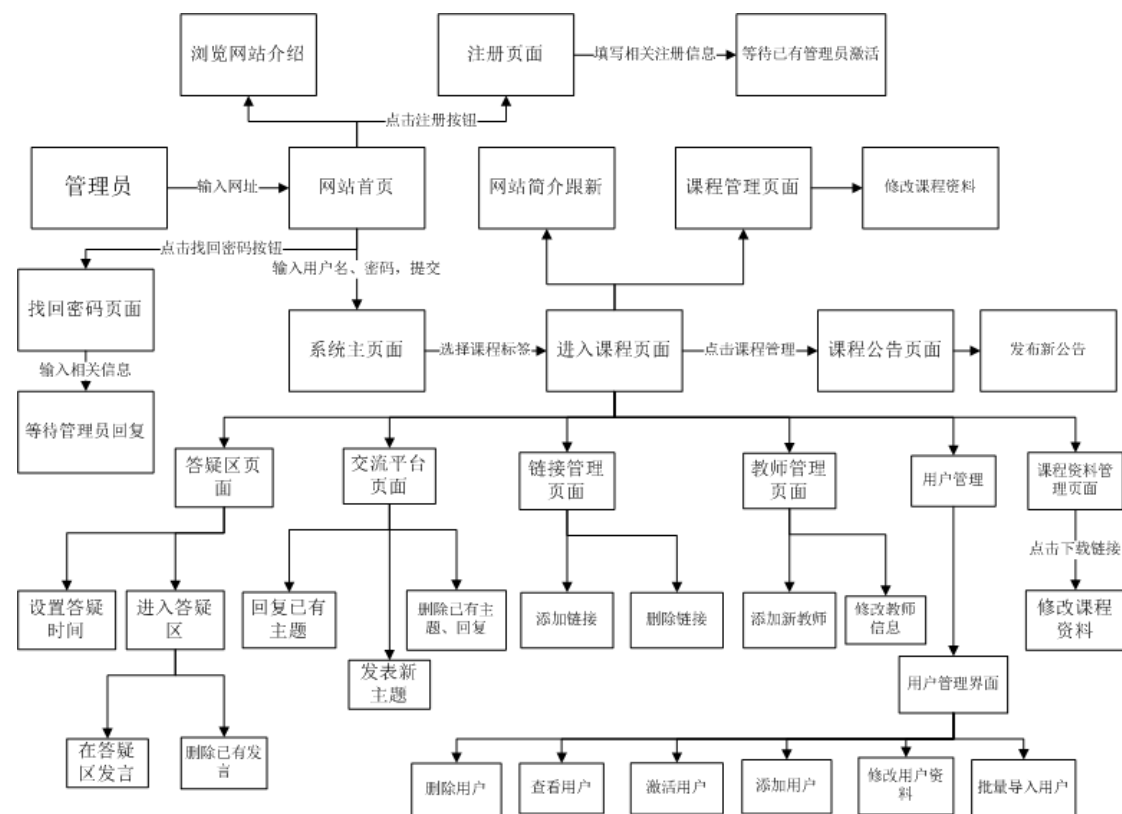 浏览网站介绍
注册页面
填写相关注册信息
等待已有管理员激活
点击注册按钮
管理员
输入网址
网站首页
网站简介跟新
课程管理页面
修改课程资料
点击找回密码按钮
输入用户名、密码，提交
找回密码页面
系统主页面
选择课程标签
进入课程页面
点击课程管理
课程公告页面
发布新公告
输入相关信息
等待管理员回复
答疑区页
面
交流平台
页面
链接管理
页面
教师管理
页面
用户管理
课程资料管
理页面
点击下载链接
设置答疑
时间
进入答疑
区
回复已有
主题
删除已有主
题、回复
添加链接
删除链接
添加新教师
修改教师
信息
修改课程
资料
发表新
主题
用户管理界面
在答疑
区发言
删除已有发
言
删除用户
查看用户
激活用户
添加用户
修改用户资
料
批量导入用户